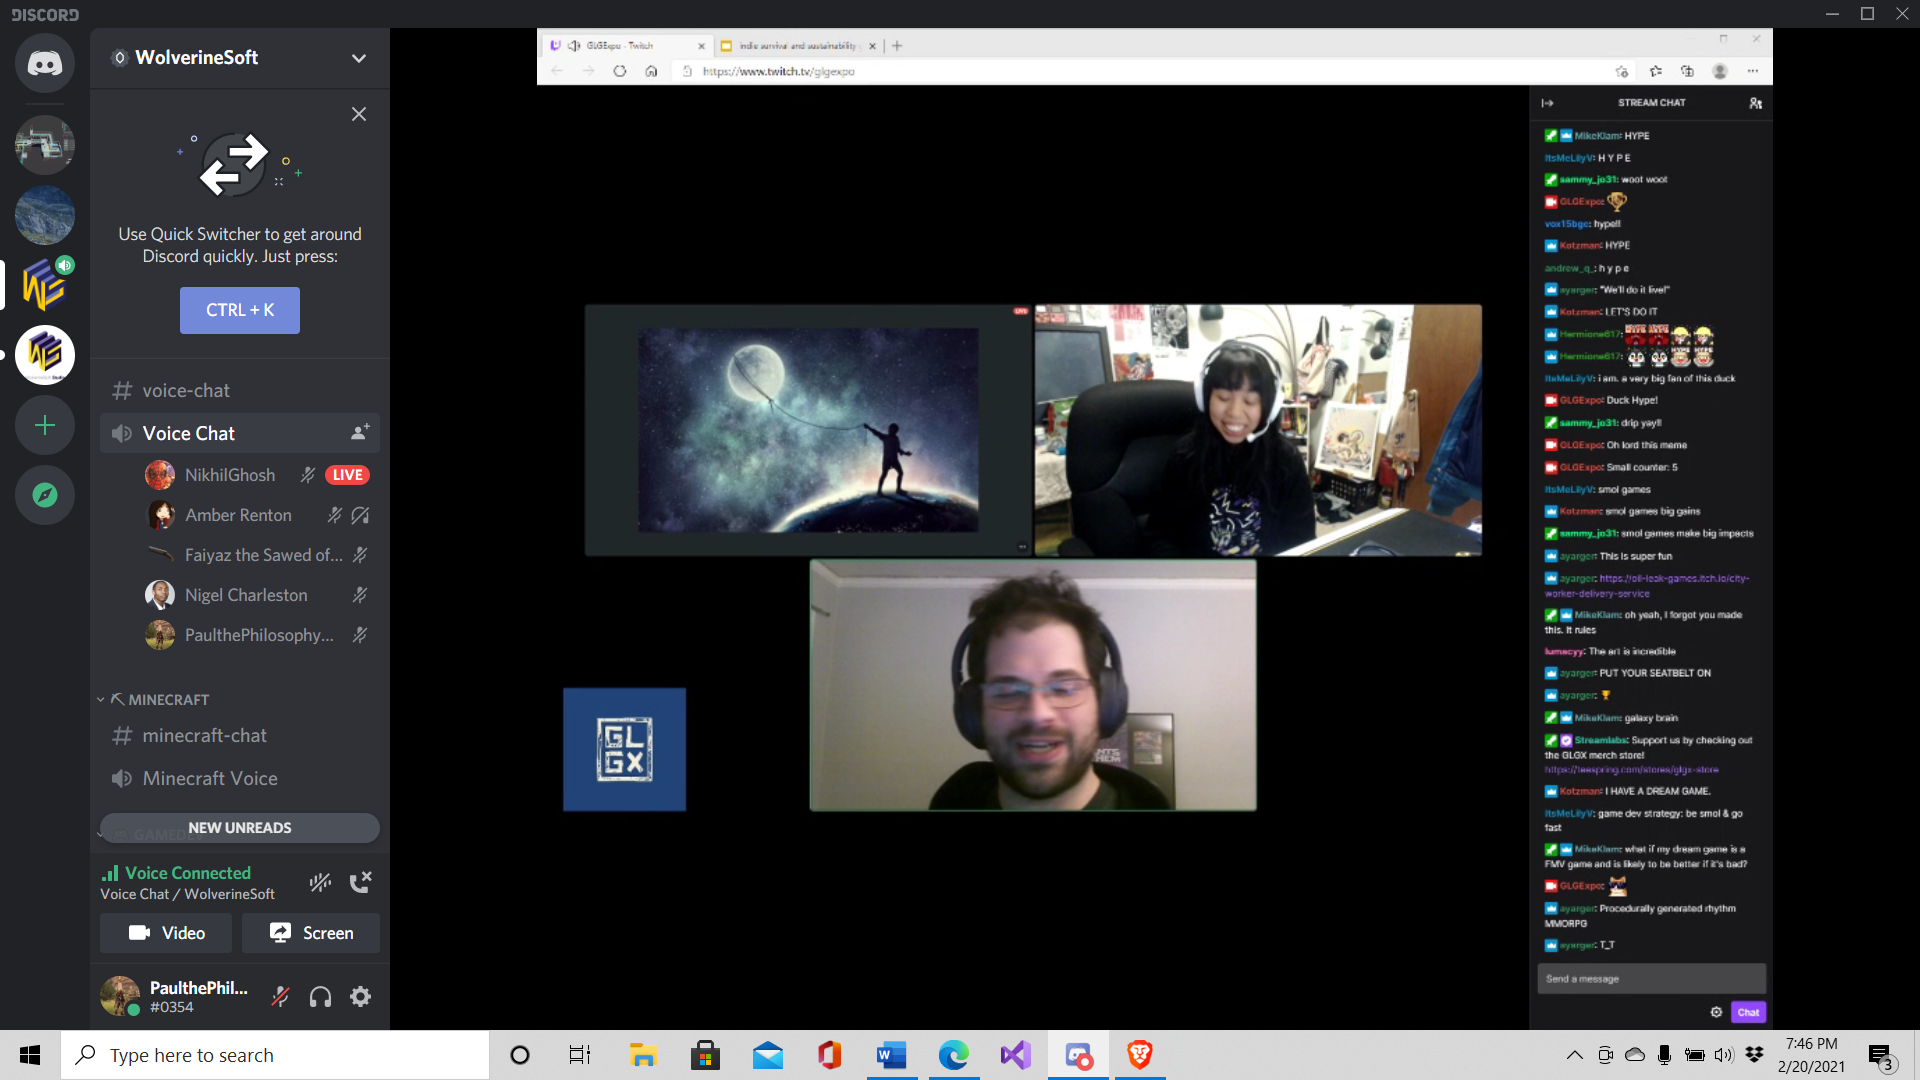 DISCORD
WolverineSoft
Use Quick Switcher to get around
Discord quickly. Just press:
CTRL + K
voice-chat
Voice Chat
NikhilGhosh LIVE
Amber Renton
Faiyaz the Sawed of...
Nigel Charleston
PaulthePhilosophy...
MINECRAFT
minecraft-chat
Minecraft Voice
NEW UNREADS
Voice Connected
Voice Chat / WolverineSoft
Video
Screen
PaulthePhil...
#0354
GLGExpo - Twitch
indie survival and sustainability
https://www.twitch.tv/glgexpo
LIVE
GL
GX
STREAM CHAT
MikeKlam: HYPE
ItsMeLilyV: H Y P E
sammy_jo31: woot woot
GLGExpo:
vox15bgc: hype!!
Kotzman: HYPE
andrew_q_: h y p e
ayarger: "We'll do it live!"
Kotzman: LET'S DO IT
Hermione617:
Hermione617:
ItsMeLilyV: i am. a very big fan of this duck
GLGExpo: Duck Hype!
sammy_jo31: drip yay!!
GLGExpo: Oh lord this meme
GLGExpo: Small counter: 5
ItsMeLilyV: smol games
Kotzman: smol games big gains
sammy_jo31: smol games make big impacts
ayarger: This is super fun
ayarger: https://oil-leak-games.itch.io/city-
worker-delivery-service
MikeKlam: oh yeah, I forgot you made
this. It rules
lumacyy: The art is incredible
ayarger: PUT YOUR SEATBELT ON
ayarger:
MikeKlam: galaxy brain
Streamlabs: Support us by checking out
the GLGX merch store!
https://teespring.com/stores/glgx-store
Kotzman: I HAVE A DREAM GAME.
ItsMeLilyV: game dev strategy: be smol & go
fast
MikeKlam: what if my dream game is a
FMV game and is likely to be better if it's bad?
GLGExpo:
ayarger: Procedurally generated rhythm
MMORPG
ayarger: T_T
Send a message
Chat
Type here to search
7:46 PM
2/20/2021
3